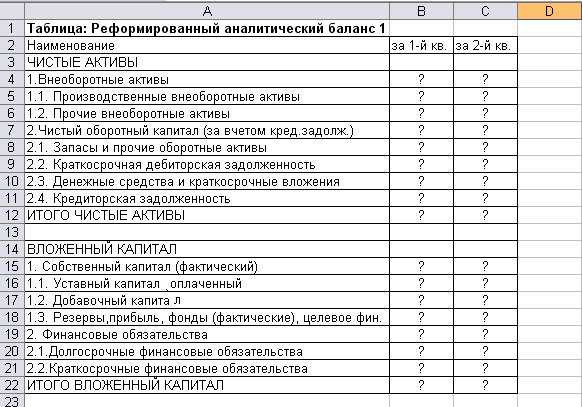 A B C D
1 Таблица: Реформированный аналитический баланс 1
2 Наименование за 1-й кв. за 2-й кв.
3 ЧИСТЫЕ АКТИВЫ
4 1.Внеоборотные активы ? ?
5 1.1. Производственные внеоборотные активы ? ?
6 1.2. Прочие внеоборотные активы ? ?
7 2.Чистый оборотный капитал (за вчетом кред.задолж.) ? ?
8 2.1. Запасы и прочие оборотные активы ? ?
9 2.2. Краткосрочная дебиторская задолженность ? ?
10 2.3. Денежные средства и краткосрочные вложения ? ?
11 2.4. Кредиторская задолженность ? ?
12 ИТОГО ЧИСТЫЕ АКТИВЫ ? ?
13
14 ВЛОЖЕННЫЙ КАПИТАЛ
15 1. Собственный капитал (фактический) ? ?
16 1.1. Уставный капитал оплаченный ? ?
17 1.2. Добавочный капитал ? ?
18 1.3. Резервы,прибыль, фонды (фактические), целевое фин. ? ?
19 2. Финансовые обязательства ? ?
20 2.1.Долгосрочные финансовые обязательства ? ?
21 2.2.Краткосрочные финансовые обязательства ? ?
22 ИТОГО ВЛОЖЕННЫЙ КАПИТАЛ ? ?
23